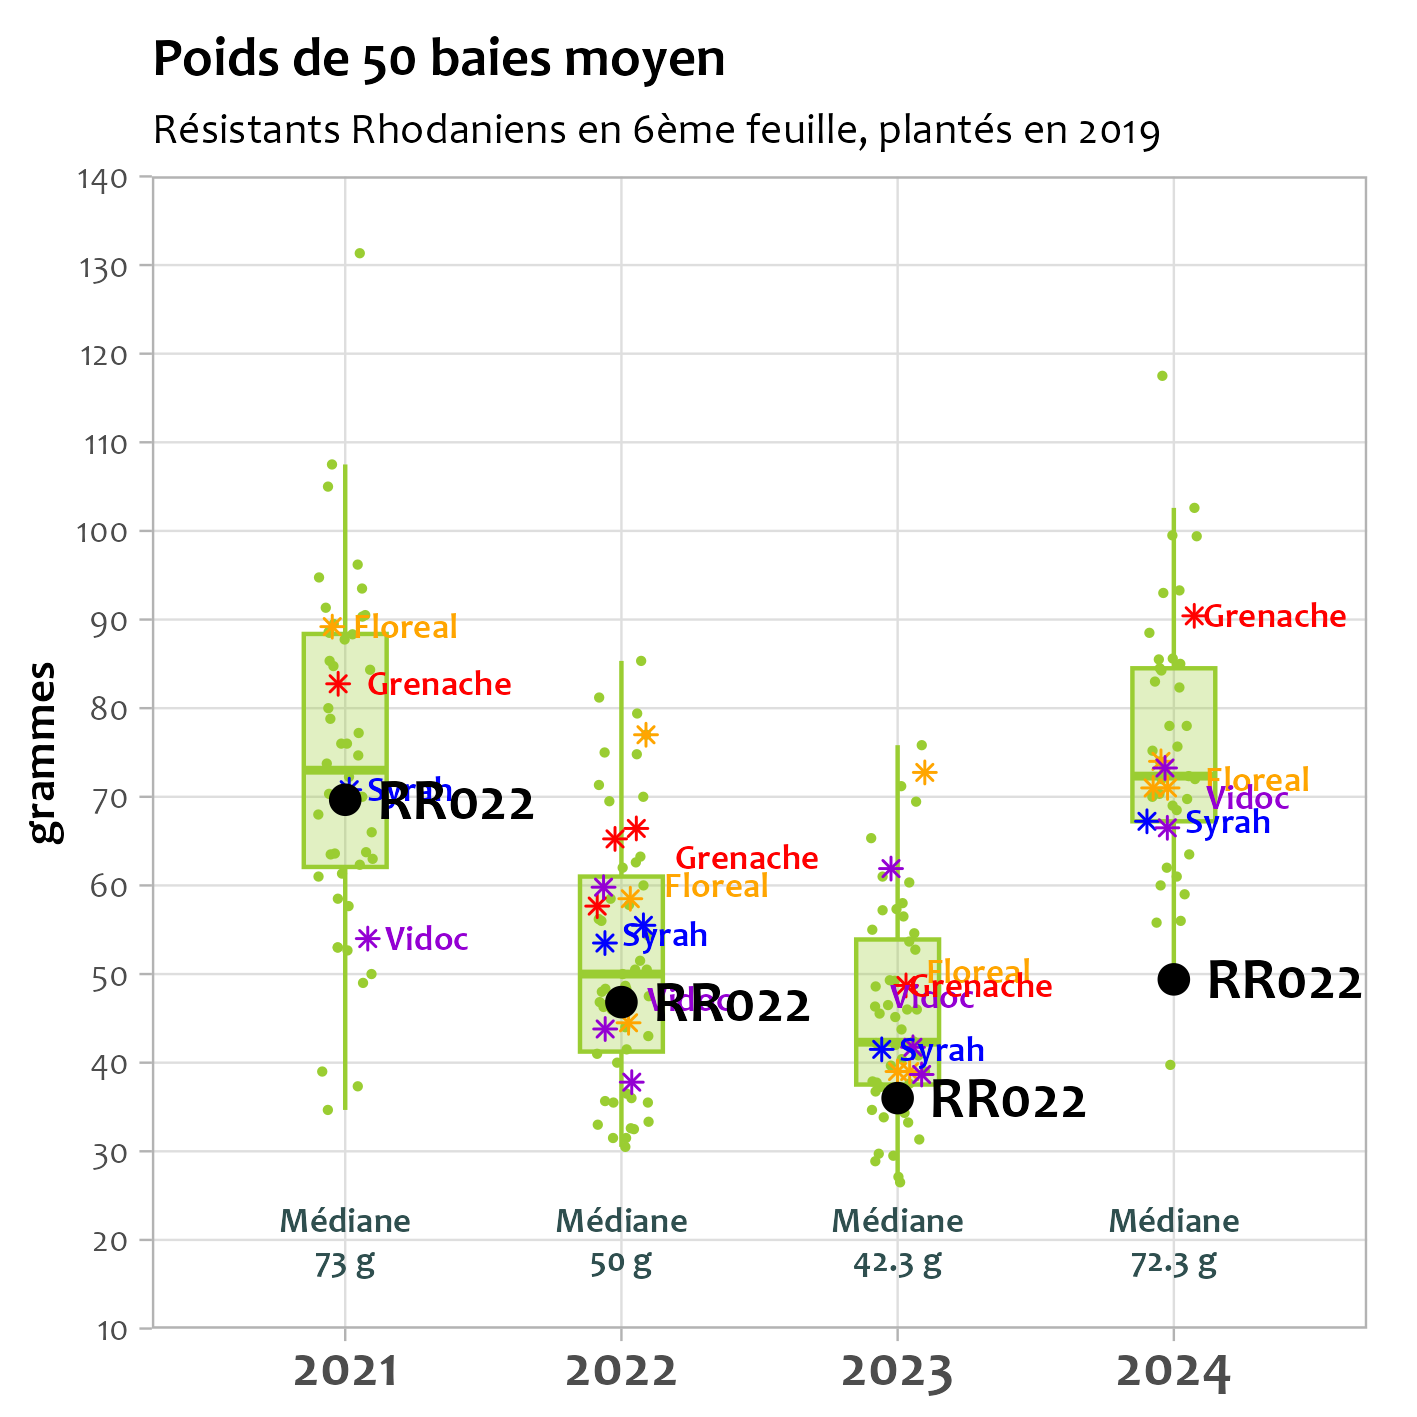 Poids de 50 baies moyen
Résistants Rhodaniens en 6ème feuille, plantés en 2019
grammes
140
130
120
110
100
90
80
70
60
50
40
30
20
10
Floreal
Grenache
Syrah
RR022
Vidoc
Grenache
Floreal
Syrah
Vidoc
RR022
Floreal
Grenache
Vidoc
Syrah
RR022
Grenache
Floreal
Vidoc
Syrah
RR022
Médiane
73 g
Médiane
50 g
Médiane
42.3 g
Médiane
72.3 g
2021
2022
2023
2024